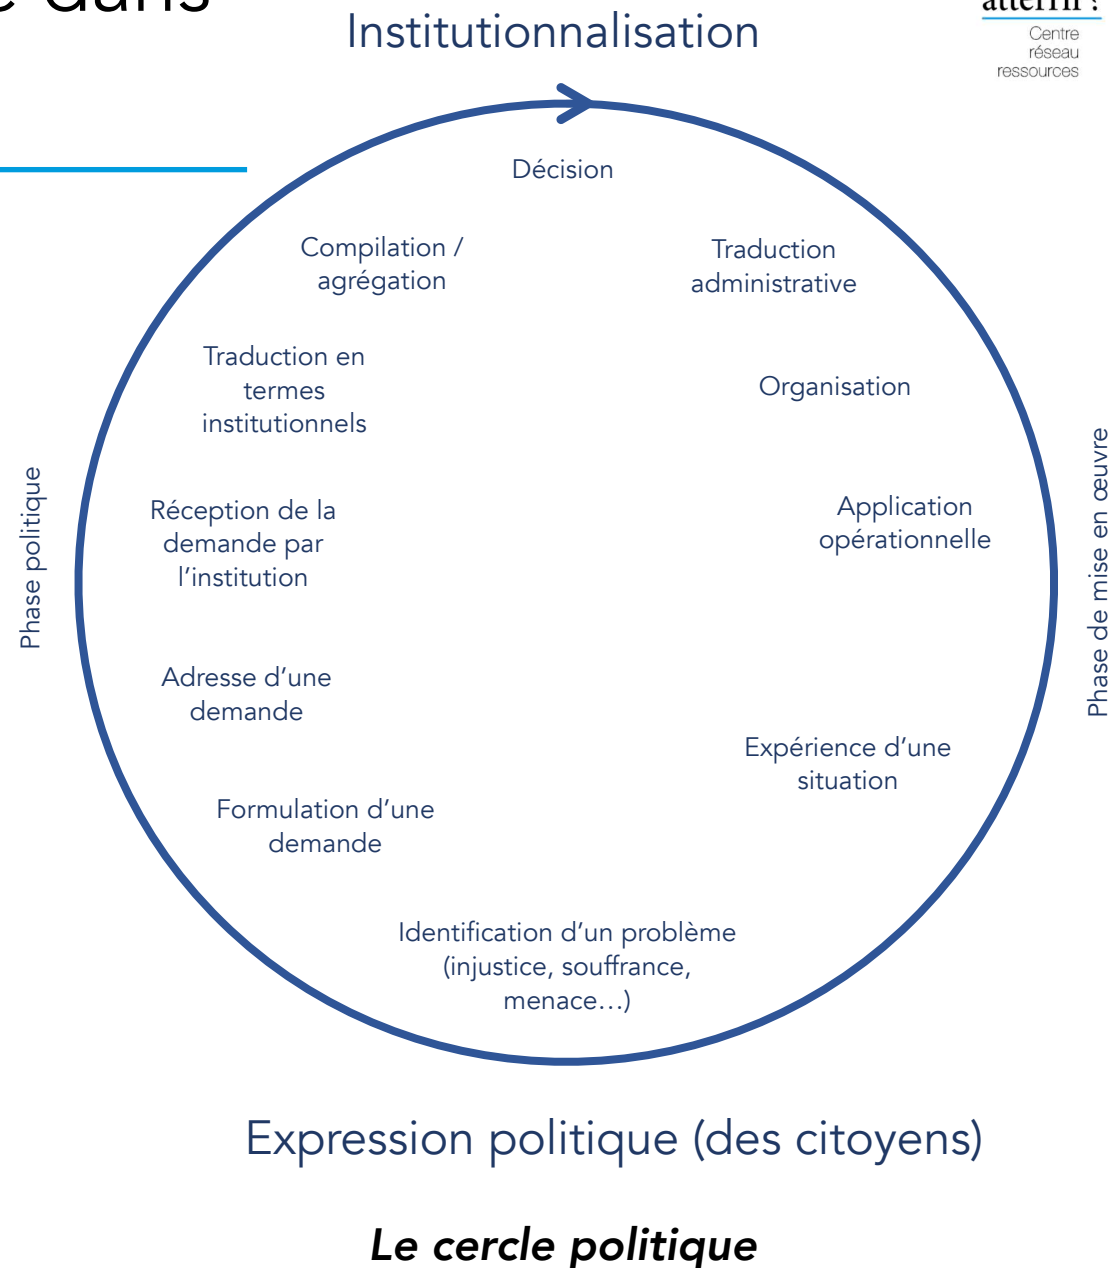 dans
Institutionnalisation
atterrir ?
Centre
réseau
ressources
Décision
Compilation /
agrégation
Traduction
administrative
Traduction en
termes
institutionnels
Organisation
Phase politique
Réception de la
demande par
l’institution
Application
opérationnelle
Phase de mise en œuvre
Adresse d’une
demande
Expérience d’une
situation
Formulation d’une
demande
Identification d’un problème
(injustice, souffrance,
menace…)
Expression politique (des citoyens)
Le cercle politique